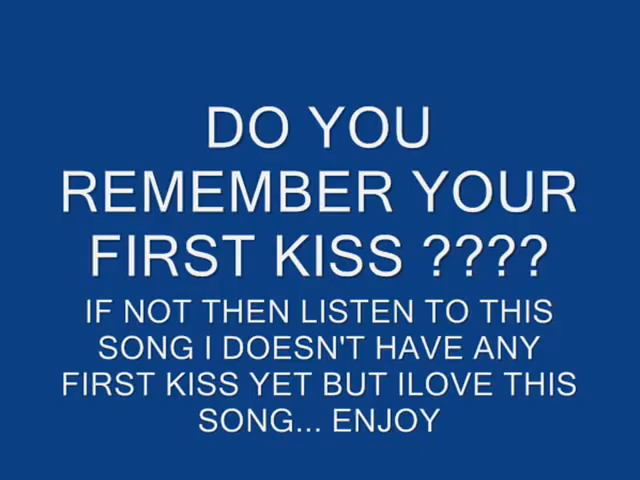 DO YOU
REMEMBER YOUR
FIRST KISS ????
IF NOT THEN LISTEN TO THIS
SONG I DOESN'T HAVE ANY
FIRST KISS YET BUT ILOVE THIS
SONG... ENJOY